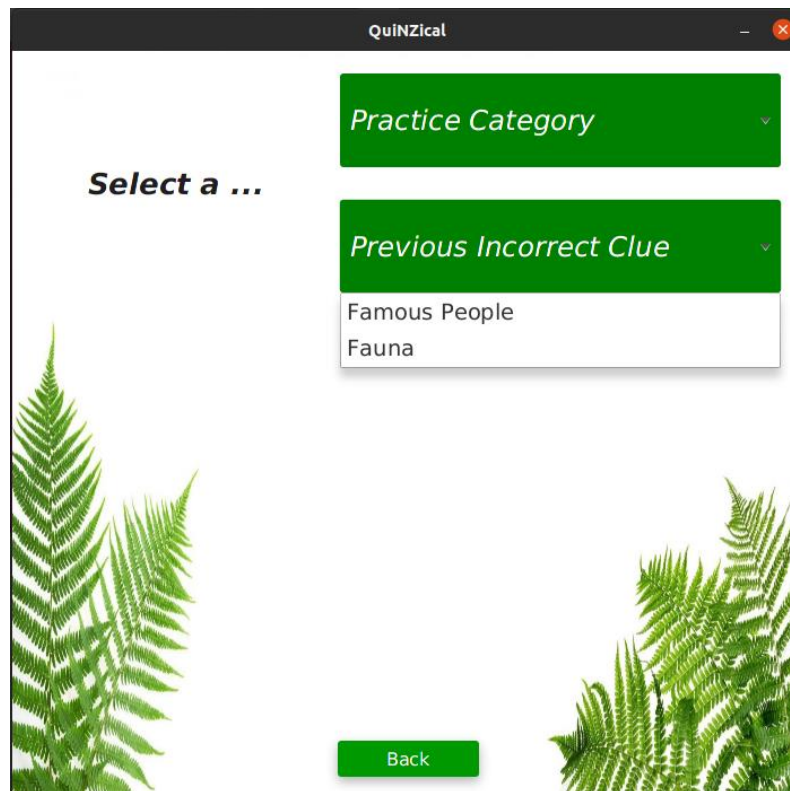 QuiNZical
Practice Category
Select a ...
Previous Incorrect Clue
Famous People
Fauna
Back